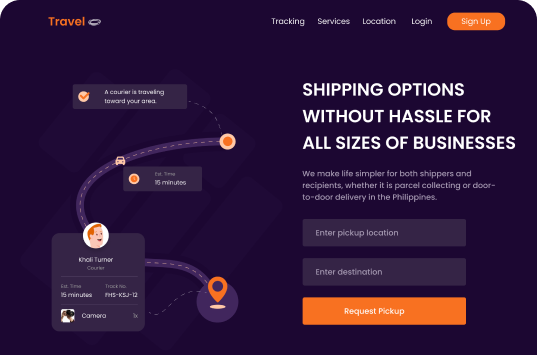 Travel
Tracking Services Location Login Sign Up
A courier is traveling
toward your area.
Est. Time
15 minutes
Khali Turner
Courier
Est. Time Track No.
15 minutes FHS-KSJ-12
Camera 1x
SHIPPING OPTIONS
WITHOUT HASSLE FOR
ALL SIZES OF BUSINESSES
We make life simpler for both shippers and
recipients, whether it is parcel collecting or door-
to-door delivery in the Philippines.
Enter pickup location
Enter destination
Request Pickup